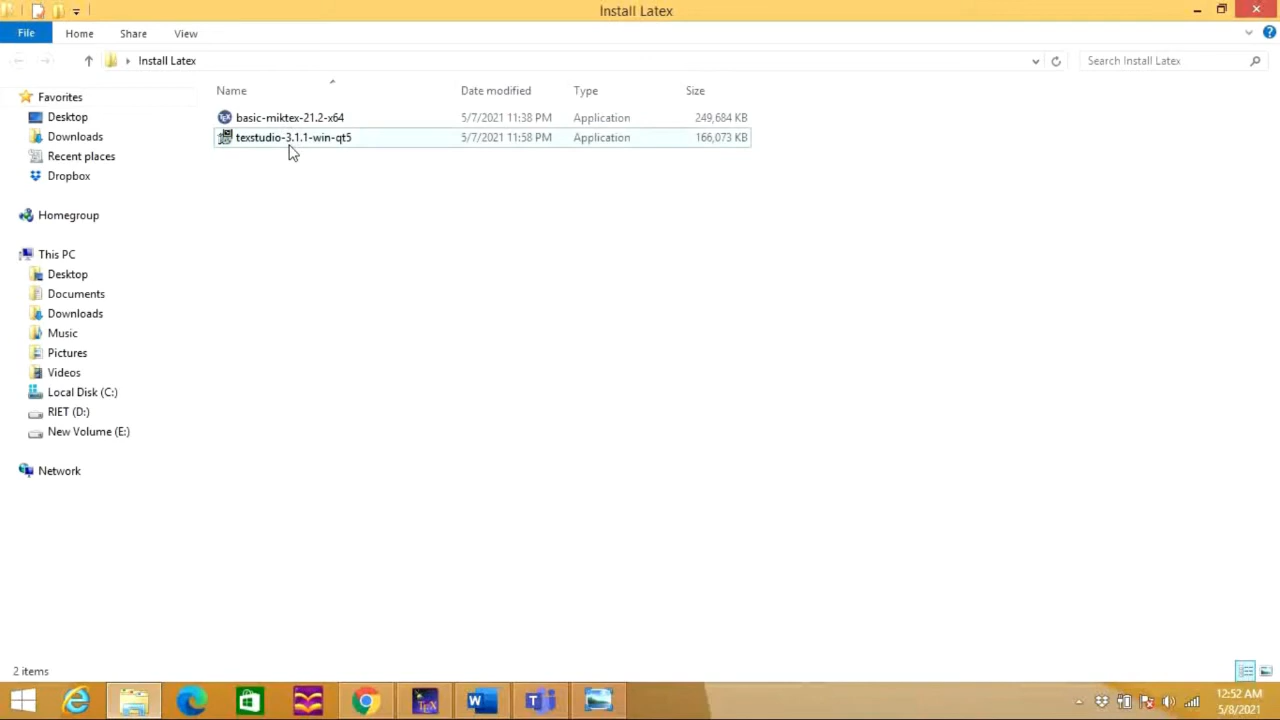 Install Latex
File Home Share View
Install Latex
Search Install Latex
Name Date modified Type Size
basic-miktex-21.2-x64 5/7/2021 11:38 PM Application 249,684 KB
texstudio-3.1.1-win-qt5 5/7/2021 11:58 PM Application 166,073 KB
Favorites
Desktop
Downloads
Recent places
Dropbox
Homegroup
This PC
Desktop
Documents
Downloads
Music
Pictures
Videos
Local Disk (C:)
RIET (D:)
New Volume (E:)
Network
2 items
12:52 AM
5/8/2021